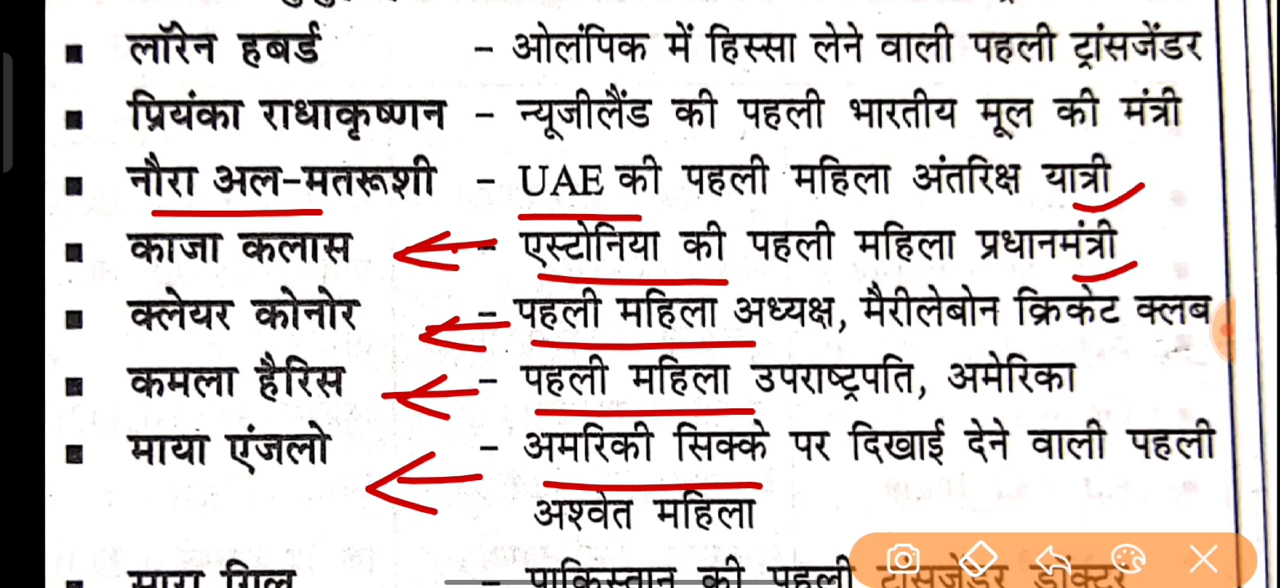 ▪ लॉरेन हबर्ड - ओलंपिक में हिस्सा लेने वाली पहली ट्रांसजेंडर
▪ प्रियंका राधाकृष्णन - न्यूजीलैंड की पहली भारतीय मूल की मंत्री
▪ नौरा अल-मतरूशी - UAE की पहली महिला अंतरिक्ष यात्री
▪ काजा कलास - एस्टोनिया की पहली महिला प्रधानमंत्री
▪ क्लेयर कोनोर - पहली महिला अध्यक्ष, मैरीलेबोन क्रिकेट क्लब
▪ कमला हैरिस - पहली महिला उपराष्ट्रपति, अमेरिका
▪ माया एंजलो - अमरिकी सिक्के पर दिखाई देने वाली पहली
अश्वेत महिला
▪ सारा गिल - पाकिस्तान की पहली ट्रांसजेंडर डॉक्टर